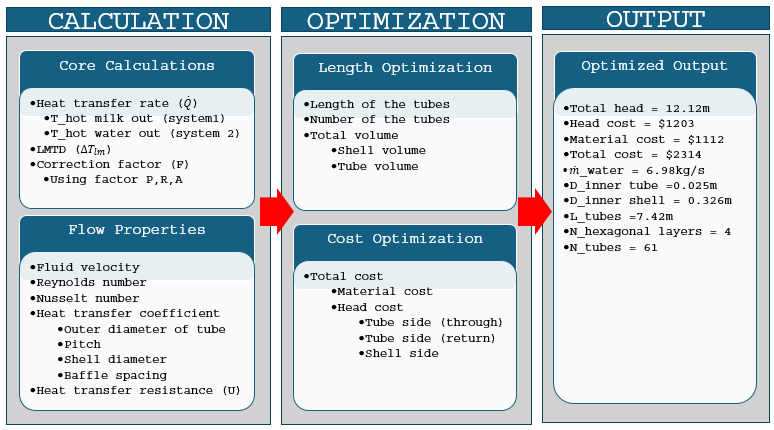 CALCULATION
Core Calculations
•Heat transfer rate (Q̇)
•T_hot milk out (system1)
•T_hot water out (system 2)
•LMTD (ΔT_lm)
•Correction factor (F)
•Using factor P,R,A
Flow Properties
•Fluid velocity
•Reynolds number
•Nusselt number
•Heat transfer coefficient
•Outer diameter of tube
•Pitch
•Shell diameter
•Baffle spacing
•Heat transfer resistance (U)
OPTIMIZATION
Length Optimization
•Length of the tubes
•Number of the tubes
•Total volume
•Shell volume
•Tube volume
Cost Optimization
•Total cost
•Material cost
•Head cost
•Tube side (through)
•Tube side (return)
•Shell side
OUTPUT
Optimized Output
•Total head = 12.12m
•Head cost = $1203
•Material cost = $1112
•Total cost = $2314
•ṁ_water = 6.98kg/s
•D_inner tube =0.025m
•D_inner shell = 0.326m
•L_tubes =7.42m
•N_hexagonal layers = 4
•N_tubes = 61